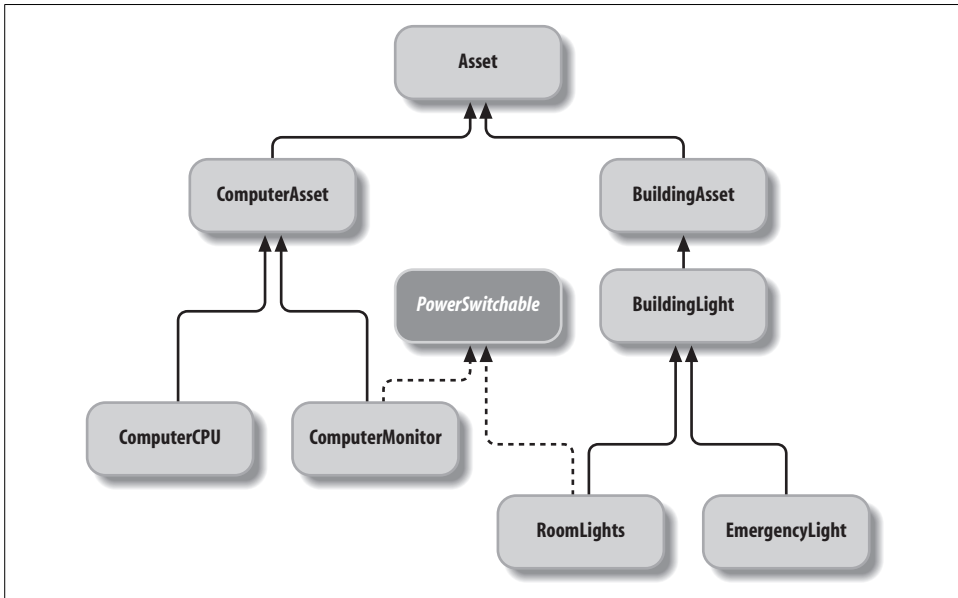 Asset
ComputerAsset
BuildingAsset
PowerSwitchable
BuildingLight
ComputerCPU
ComputerMonitor
RoomLights
EmergencyLight